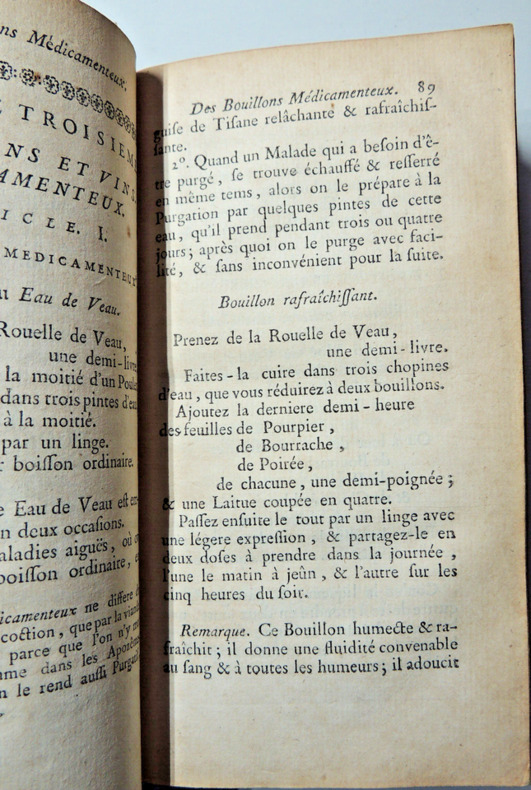 ns Médicamenteux,
E TROISIEM
NS ET VINS
AMENTEUX.
ICLE. I.
MEDICAMENTEUX
u Eau de Veau.
Rouelle de Veau,
une demi-livre
la moitié d'un Poulet
dans trois pintes d'eau
à la moitié.
par un linge.
boisson ordinaire.
e Eau de Veau est en
n deux occasions.
aladies aiguës, où
boisson ordinaire,
icamenteux ne differe d
coction, que par la viande
parce que l'on n'y m
me dans les Apozêmes
n le rend aussi Purgatif
Des Bouillons Médicamenteux. 89
guise de Tisane relâchante & rafraîchis-
sante.
2°. Quand un Malade qui a besoin d'ê-
tre purgé, se trouve échauffé & resserré
en même tems, alors on le prépare à la
Purgation par quelques pintes de cette
eau, qu'il prend pendant trois ou quatre
jours; après quoi on le purge avec faci-
lité, & sans inconvénient pour la suite.
Bouillon rafraîchissant.
Prenez de la Rouelle de Veau,
une demi-livre.
Faites-la cuire dans trois chopines
d'eau, que vous réduirez à deux bouillons.
Ajoutez la derniere demi-heure
des feuilles de Pourpier,
de Bourrache,
de Poirée,
de chacune, une demi-poignée;
& une Laitue coupée en quatre.
Passez ensuite le tout par un linge avec
une légere expression, & partagez-le en
deux doses à prendre dans la journée,
l'une le matin à jeûn, & l'autre sur les
cinq heures du soir.
Remarque. Ce Bouillon humecte & ra-
fraîchit; il donne une fluidité convenable
au sang & à toutes les humeurs; il adoucit